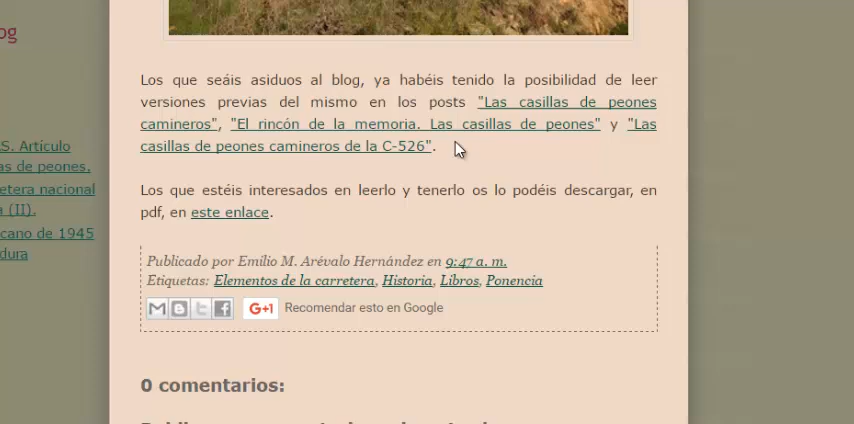 og
Los que seáis asiduos al blog, ya habéis tenido la posibilidad de leer
versiones previas del mismo en los posts "Las casillas de peones
camineros", "El rincón de la memoria. Las casillas de peones" y "Las
casillas de peones camineros de la C-526".
Los que estéis interesados en leerlo y tenerlo os lo podéis descargar, en
pdf, en este enlace.
S. Artículo
as de peones.
etera nacional
a (II).
cano de 1945
dura
Publicado por Emilio M. Arévalo Hernández en 9:47 a. m.
Etiquetas: Elementos de la carretera, Historia, Libros, Ponencia
G+1 Recomendar esto en Google
0 comentarios: